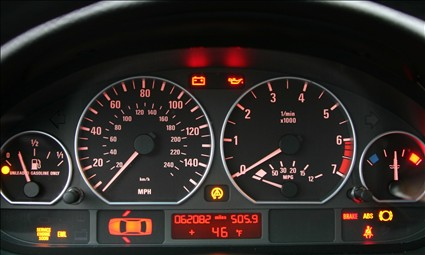 20 40 60 80 100 120 140
20 40 60 80 100 120 140 160 180 200 220 240
MPH
km/h
0 1 2 3 4 5 6 7
1/min
x1000
50 30 20 15 12
MPG
0 1/2 1/1
UNLEADED GASOLINE ONLY
062082 miles 505.9
+ 46 °F
BRAKE ABS